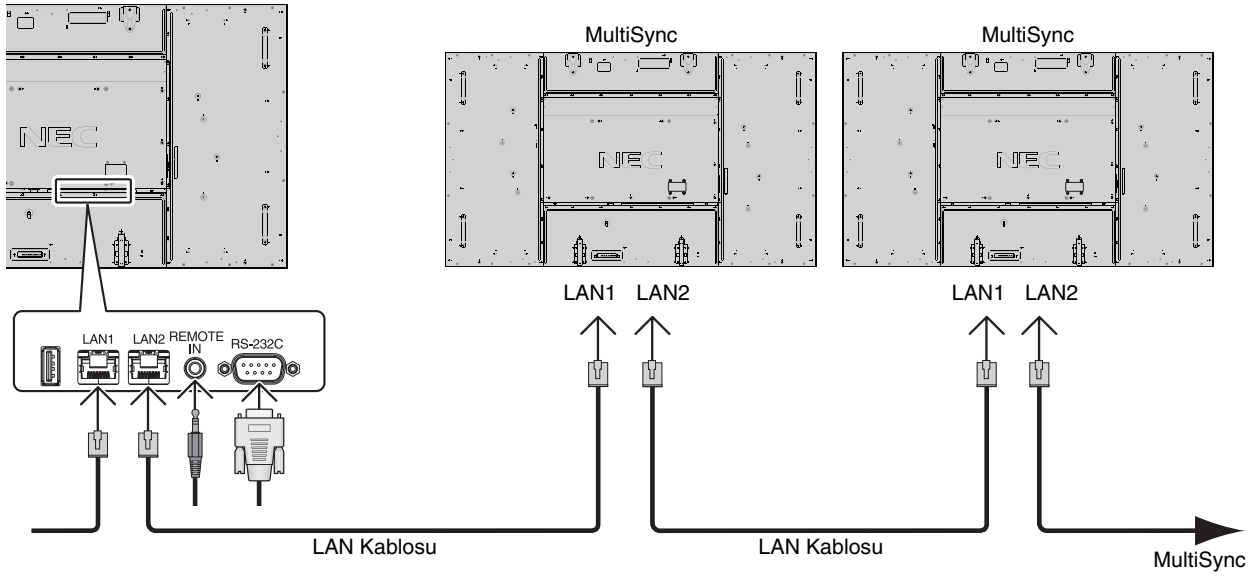 MultiSync
MultiSync
NEC
NEC
NEC
LAN1 LAN2
LAN1 LAN2
LAN1 LAN2 REMOTE IN RS-232C
LAN Kablosu
LAN Kablosu
MultiSync